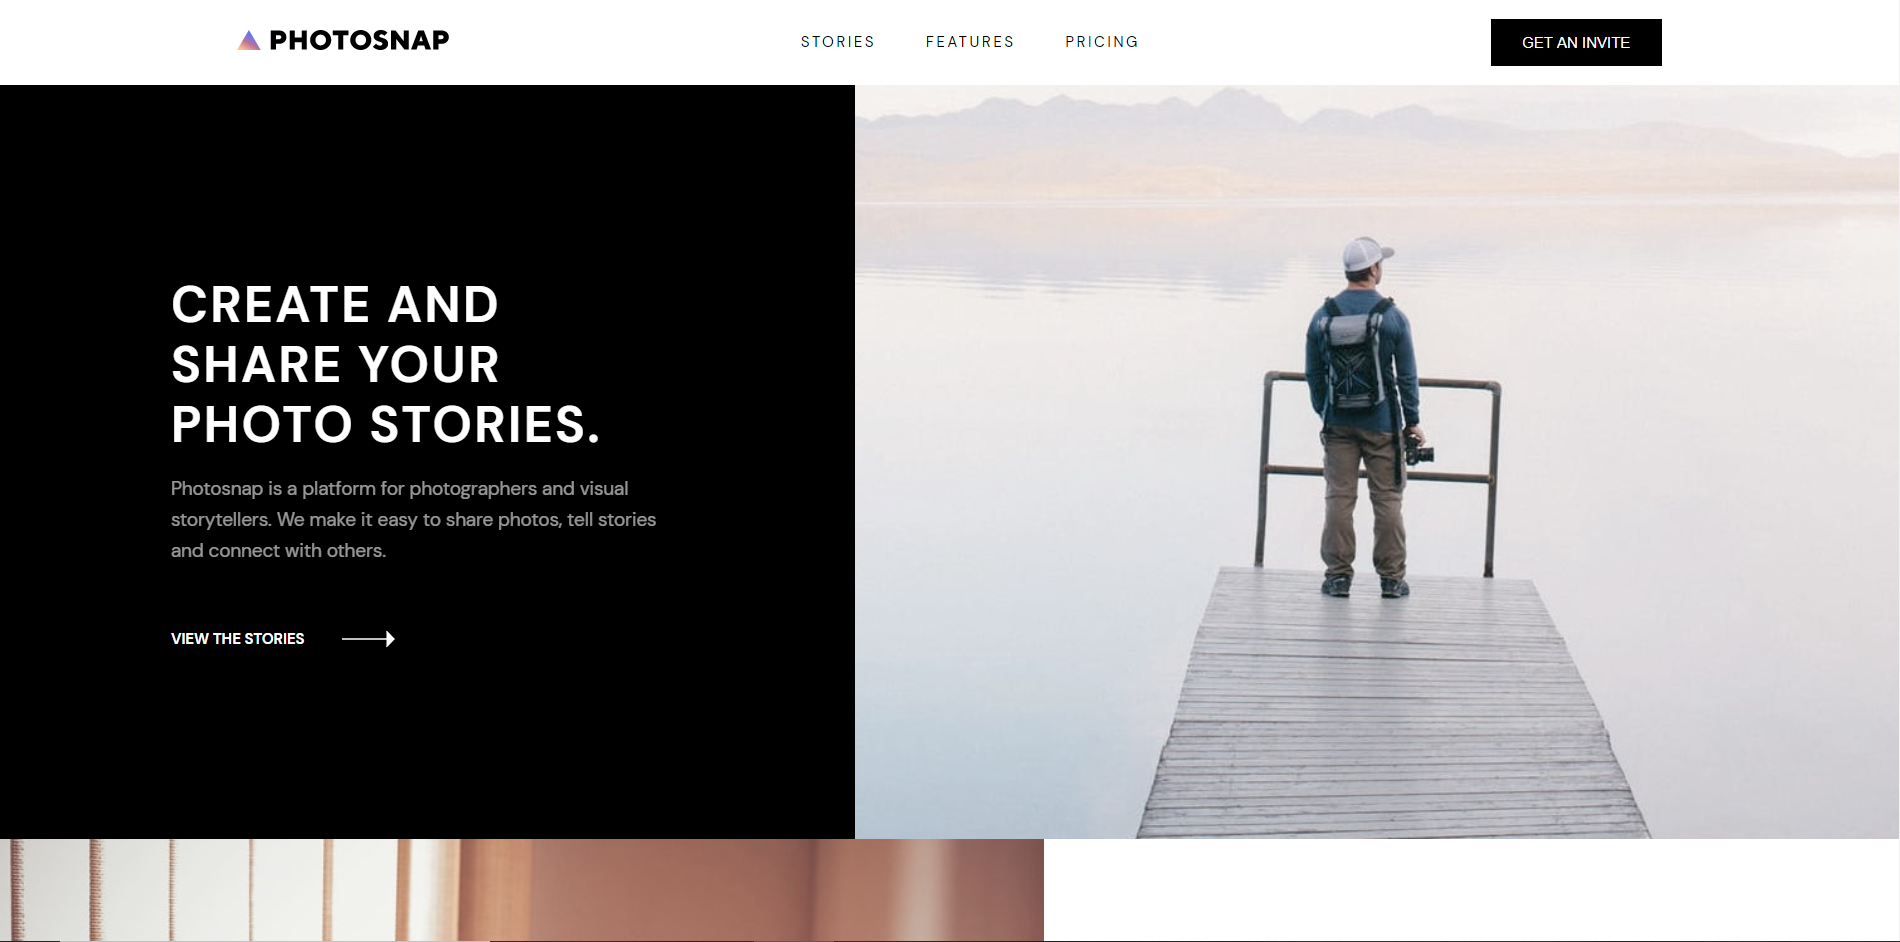 PHOTOSNAP
STORIES
FEATURES
PRICING
GET AN INVITE
CREATE AND
SHARE YOUR
PHOTO STORIES.
Photosnap is a platform for photographers and visual
storytellers. We make it easy to share photos, tell stories
and connect with others.
VIEW THE STORIES